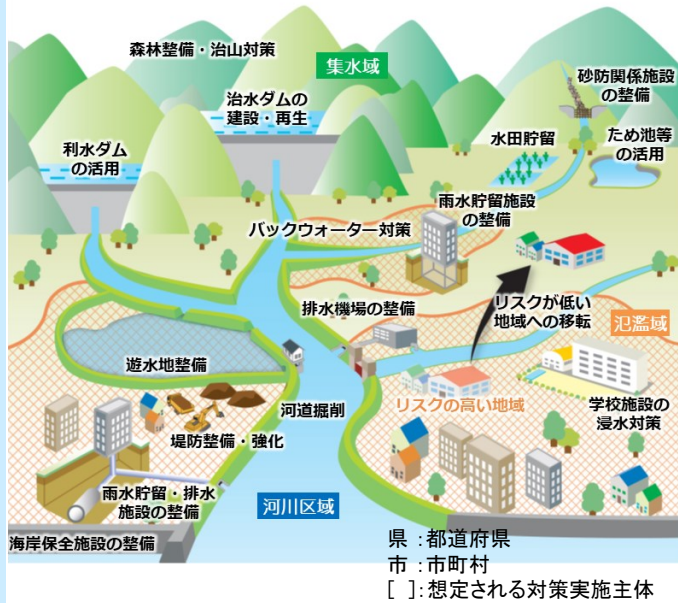 森林整備・治山対策
集水域
砂防関係施設
の整備
治水ダムの
建設・再生
水田貯留
ため池等
の活用
利水ダム
の活用
雨水貯留施設
の整備
バックウォーター対策
排水機場の整備
リスクが低い
地域への移転
氾濫域
遊水地整備
河道掘削
リスクの高い地域
学校施設の
浸水対策
堤防整備・強化
雨水貯留・排水
施設の整備
河川区域
海岸保全施設の整備
県 :都道府県
市 :市町村
[ ]:想定される対策実施主体